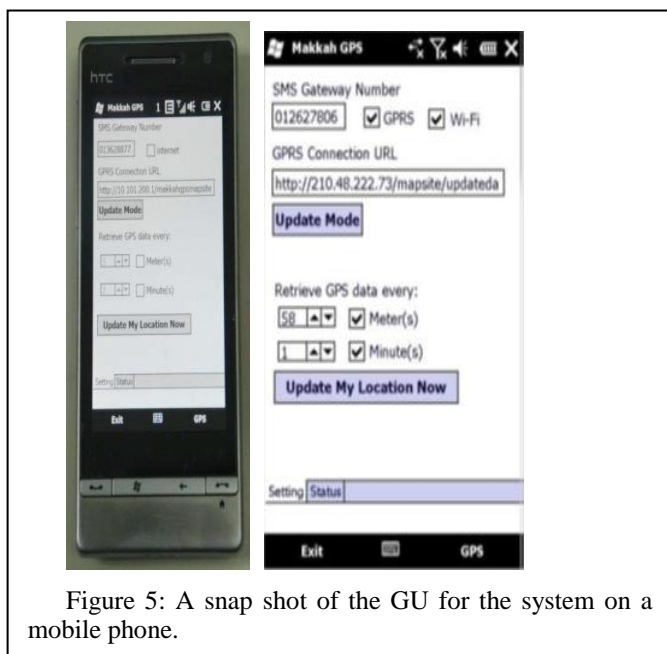 hTC
Makkah GPS
SMS Gateway Number
Internet
GPRS Connection URL
Update Mode
Retrieve GPS data every:
Meter(s)
Minute(s)
Update My Location Now
Setting Status
Exit GPS
Makkah GPS
SMS Gateway Number
012627806 GPRS Wi-Fi
GPRS Connection URL
http://210.48.222.73/mapsite/updateda
Update Mode
Retrieve GPS data every:
58 Meter(s)
1 Minute(s)
Update My Location Now
Setting Status
Exit GPS
Figure 5: A snap shot of the GU for the system on a
mobile phone.